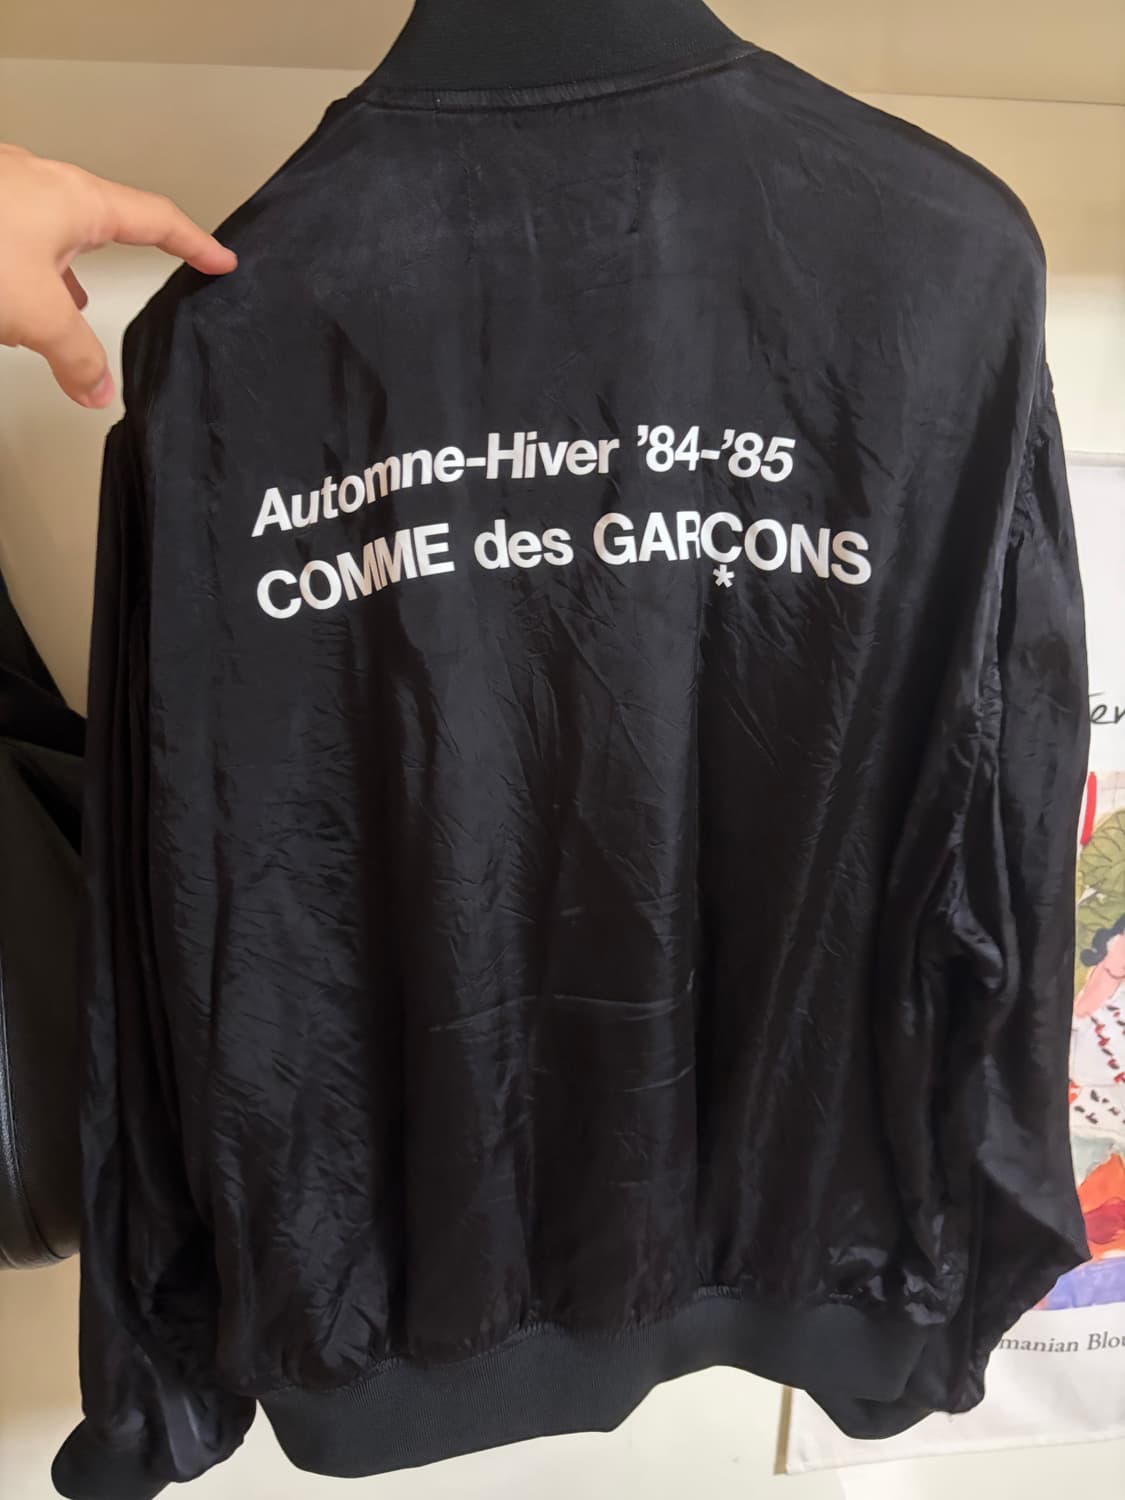 Automne-Hiver ’84-’85
COMME des GARÇONS
*